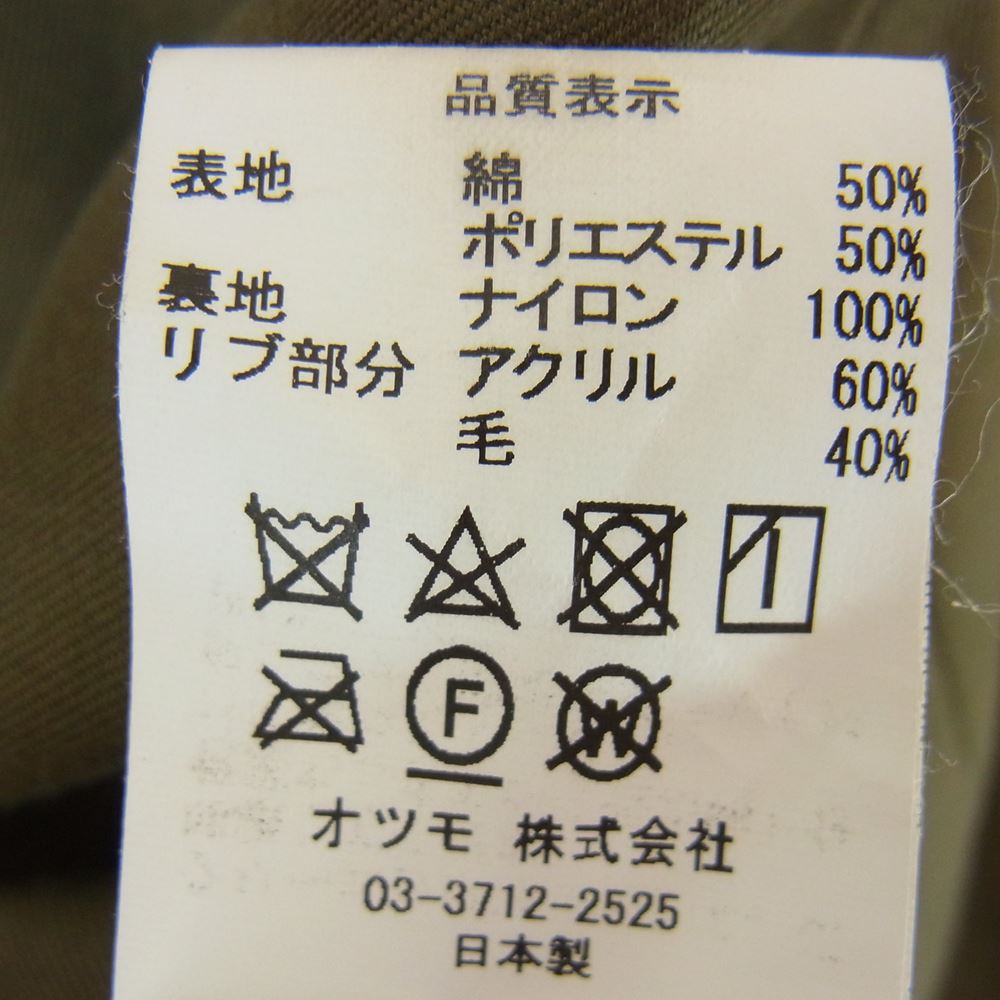 品質表示
表地 綿 50%
ポリエステル 50%
裏地 ナイロン 100%
リブ部分 アクリル 60%
毛 40%
F W
オツモ 株式会社
03-3712-2525
日本製